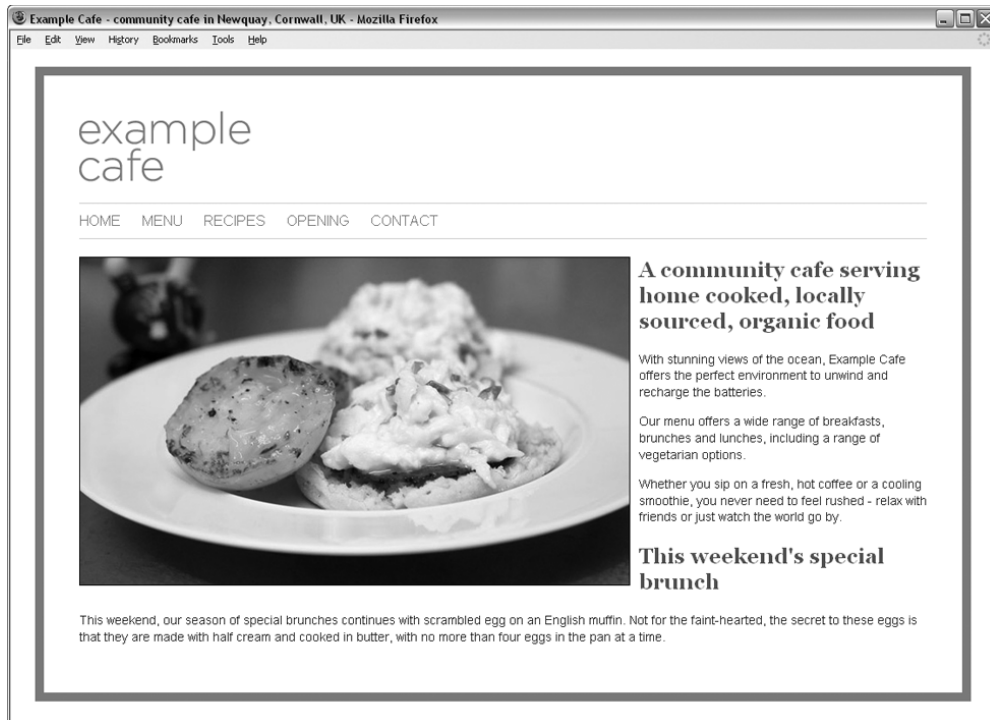 Example Cafe - community cafe in Newquay, Cornwall, UK - Mozilla Firefox
File Edit View History Bookmarks Tools Help
example
cafe
HOME MENU RECIPES OPENING CONTACT
A community cafe serving
home cooked, locally
sourced, organic food
With stunning views of the ocean, Example Cafe
offers the perfect environment to unwind and
recharge the batteries.
Our menu offers a wide range of breakfasts,
brunches and lunches, including a range of
vegetarian options.
Whether you sip on a fresh, hot coffee or a cooling
smoothie, you never need to feel rushed - relax with
friends or just watch the world go by.
This weekend's special
brunch
This weekend, our season of special brunches continues with scrambled egg on an English muffin. Not for the faint-hearted, the secret to these eggs is
that they are made with half cream and cooked in butter, with no more than four eggs in the pan at a time.